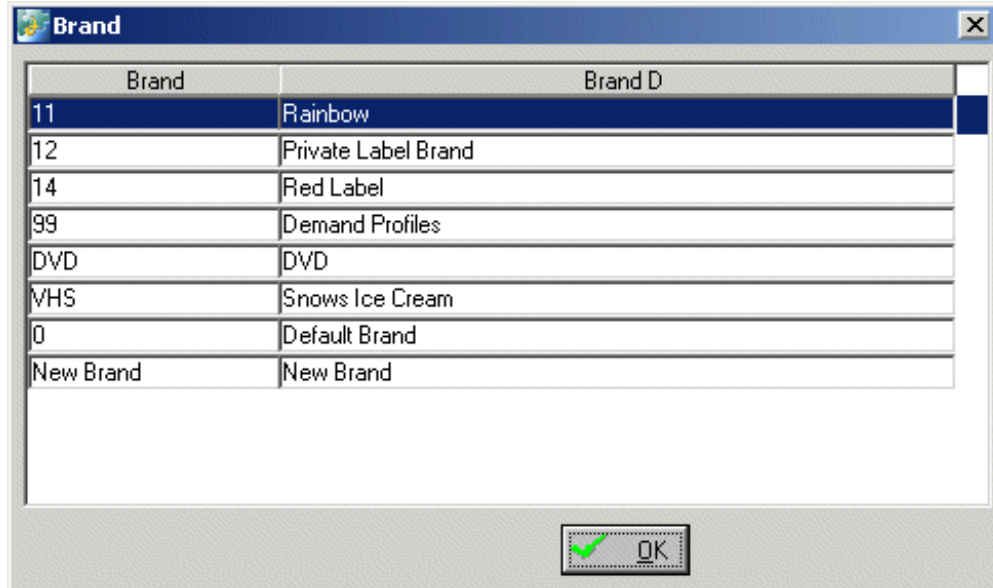 Brand
Brand Brand D
11 Rainbow
12 Private Label Brand
14 Red Label
99 Demand Profiles
DVD DVD
VHS Snows Ice Cream
0 Default Brand
New Brand New Brand
OK